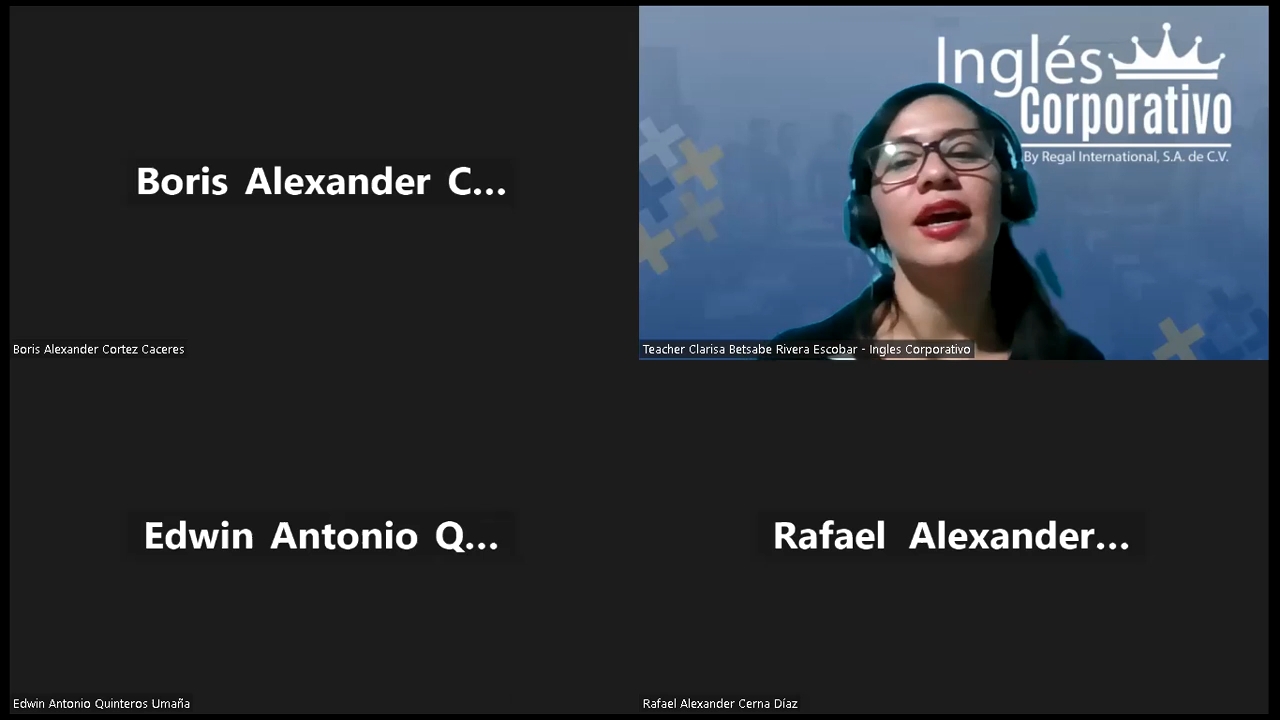 Boris Alexander C...
Boris Alexander Cortez Caceres
Inglés
Corporativo
By Regal International, S.A. de C.V.
Teacher Clarisa Betsabe Rivera Escobar - Ingles Corporativo
Edwin Antonio Q...
Edwin Antonio Quinteros Umaña
Rafael Alexander...
Rafael Alexander Cerna Díaz